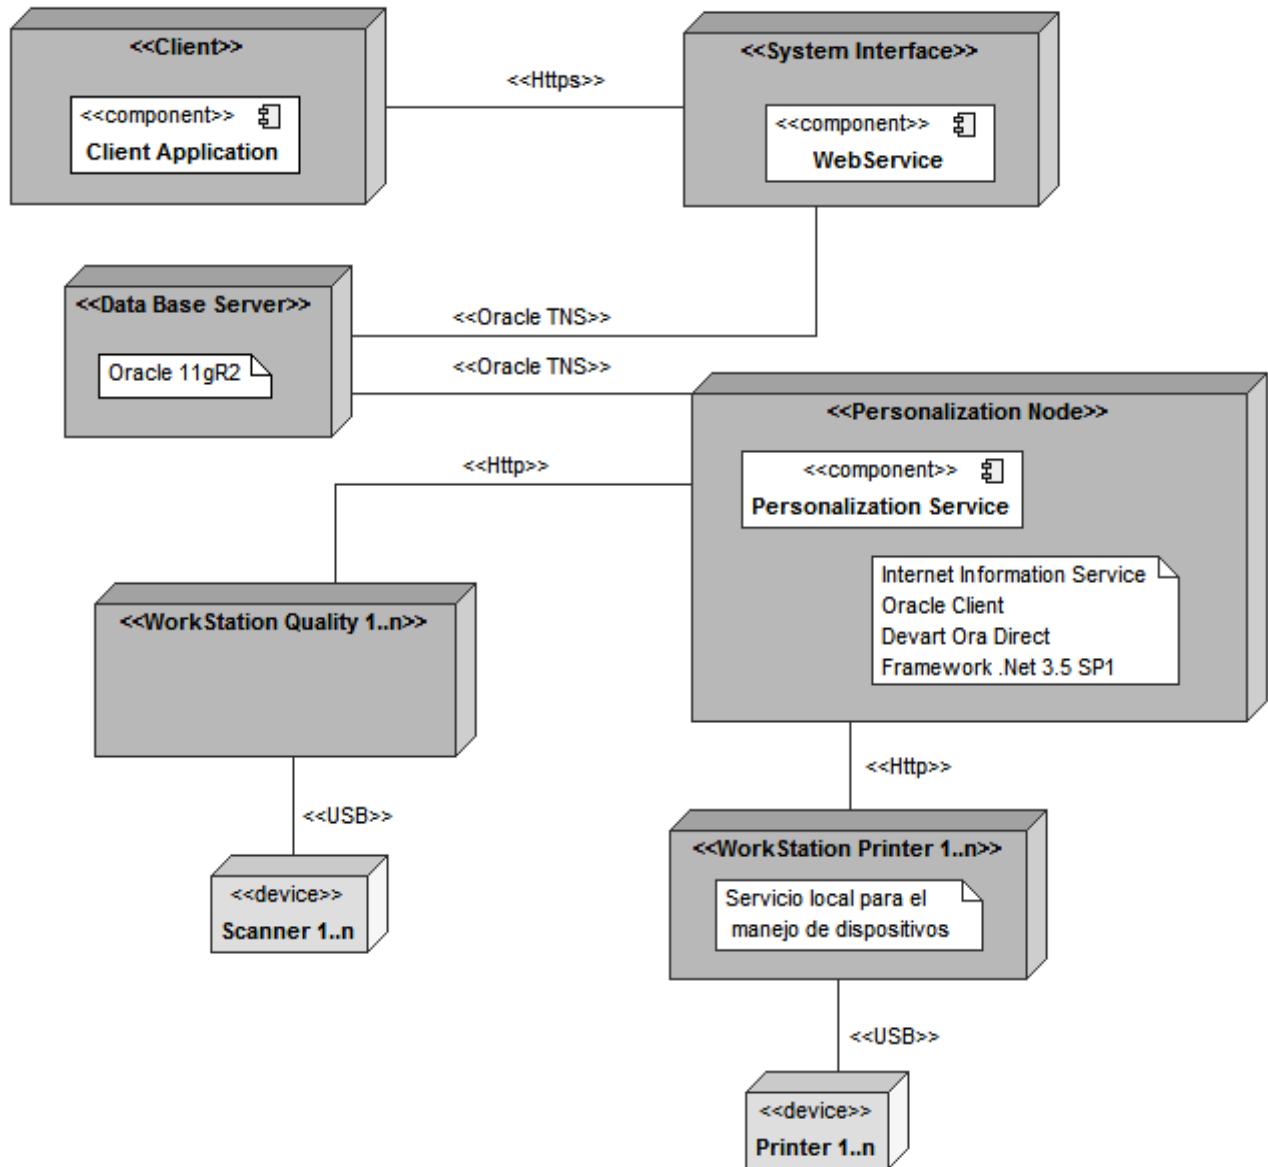 <<Client>>
<<component>>
Client Application
<<Https>>
<<System Interface>>
<<component>>
WebService
<<Data Base Server>>
Oracle 11gR2
<<Oracle TNS>>
<<Oracle TNS>>
<<Personalization Node>>
<<component>>
Personalization Service
Internet Information Service
Oracle Client
Devart Ora Direct
Framework .Net 3.5 SP1
<<Http>>
<<WorkStation Quality 1..n>>
<<USB>>
<<device>>
Scanner 1..n
<<Http>>
<<WorkStation Printer 1..n>>
Servicio local para el
manejo de dispositivos
<<USB>>
<<device>>
Printer 1..n